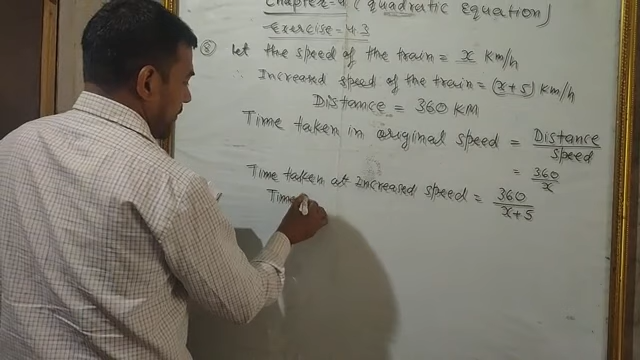 Chapter-4 (Quadratic Equation)
Exercise-4.3
(8) Let the speed of the train = x Km/h
Increased speed of the train = (x+5) Km/h
Distance = 360 KM
Time taken in original speed = Distance/Speed
= 360/x
Time taken at Increased speed = 360/x+5
Time